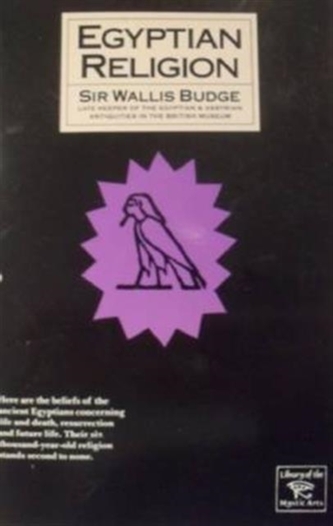 EGYPTIAN
RELIGION
SIR WALLIS BUDGE
LATE KEEPER OF THE EGYPTIAN & ASSYRIAN
ANTIQUITIES IN THE BRITISH MUSEUM
Here are the beliefs of the
ancient Egyptians concerning
life and death, resurrection
and future life. Their six
thousand-year-old religion
stands second to none.
Library of the
Mystic Arts